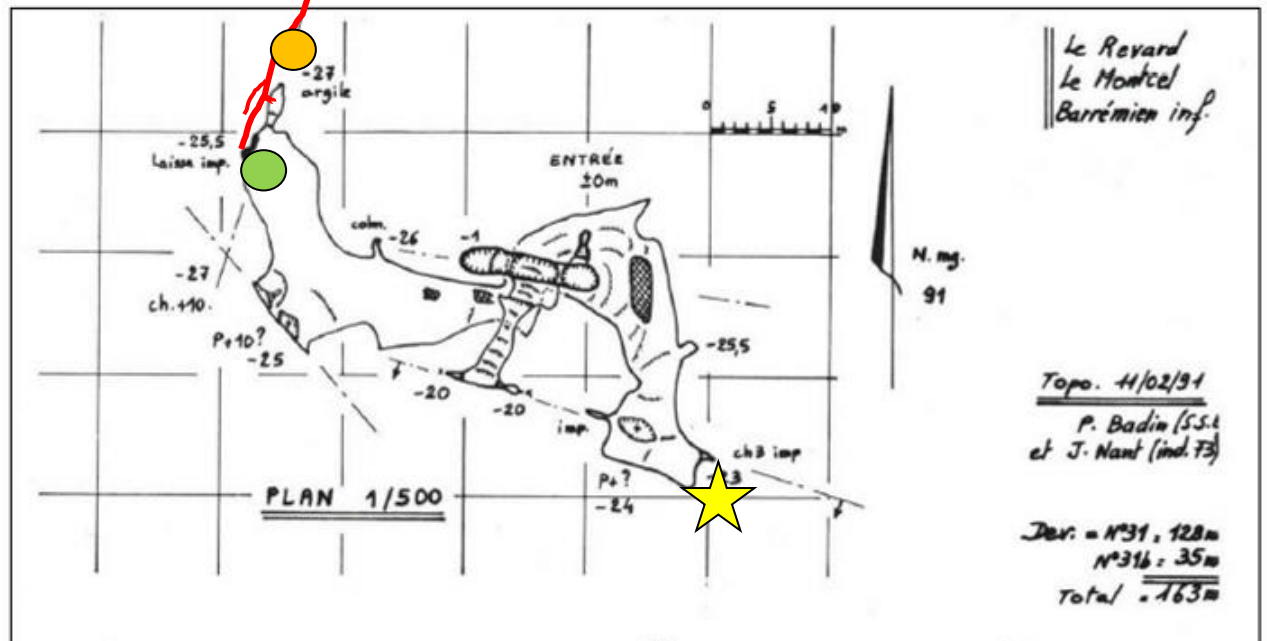 Le Revard
Le Montcel
Barrémien inf.
-27
argile
0 5 10
m
-25,5
Laisse imp.
ENTRÉE
±0m
colm.
-26
-1
N. mg.
91
-27
ch.+10.
P+10?
-25
-25,5
-20
-20
imp.
Topo. 11/02/91
P. Badin (S.S.
et J. Nant (ind. 73)
ch3 imp
P+?
-24
PLAN 1/500
Dev. = N°31 : 128m
N°31b : 35m
Total = 163m